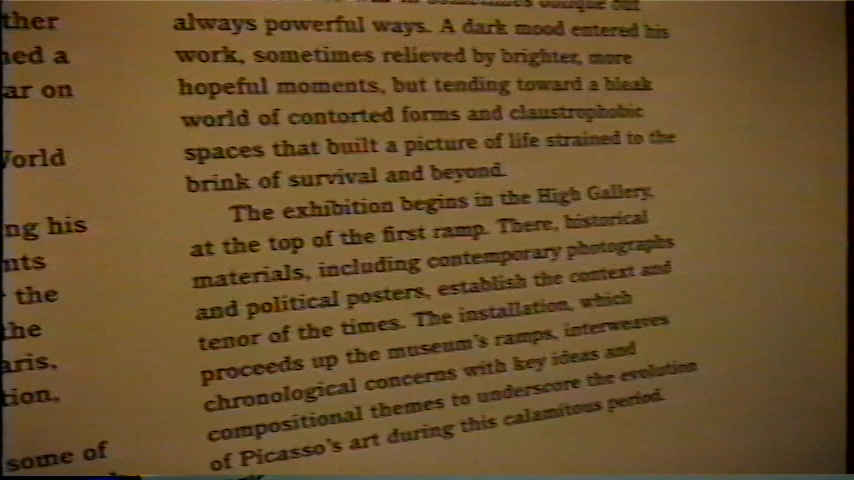 ther
ned a
ar on
World
ng his
nts
the
the
aris,
tion,
some of
always powerful ways. A dark mood entered his
work, sometimes relieved by brighter, more
hopeful moments, but tending toward a bleak
world of contorted forms and claustrophobic
spaces that built a picture of life strained to the
brink of survival and beyond.
The exhibition begins in the High Gallery,
at the top of the first ramp. There, historical
materials, including contemporary photographs
and political posters, establish the context and
tenor of the times. The installation, which
proceeds up the museum's ramps, interweaves
chronological concerns with key ideas and
compositional themes to underscore the evolution
of Picasso's art during this calamitous period.